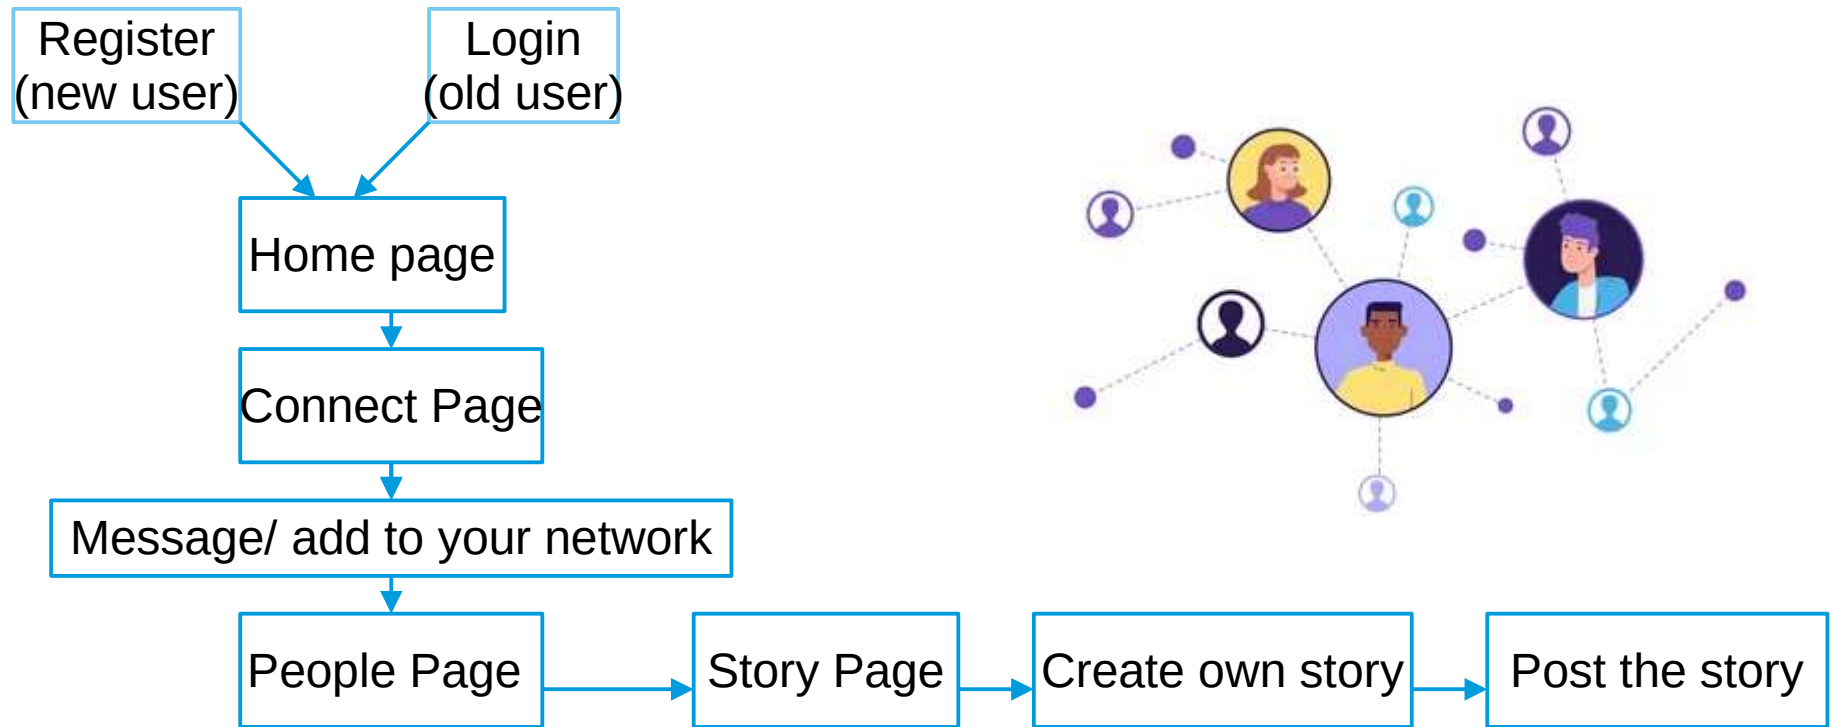 Register
(new user)
Login
(old user)
Home page
Connect Page
Message/ add to your network
People Page
Story Page
Create own story
Post the story